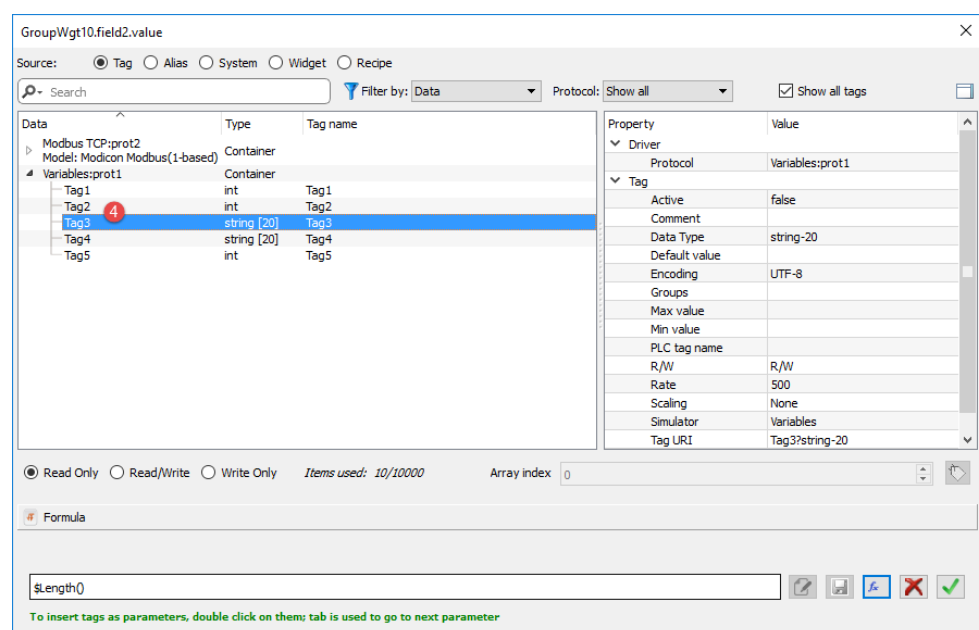 GroupWgt10.field2.value
Source: Tag Alias System Widget Recipe
Search Filter by: Data Protocol: Show all Show all tags
Data Type Tag name
Modbus TCP:prot2
Model: Modicon Modbus(1-based) Container
Variables:prot1 Container
Tag1 int Tag1
Tag2 int Tag2
4
Tag3 string [20] Tag3
Tag4 string [20] Tag4
Tag5 int Tag5
Property Value
Driver
Protocol Variables:prot1
Tag
Active false
Comment
Data Type string-20
Default value
Encoding UTF-8
Groups
Max value
Min value
PLC tag name
R/W R/W
Rate 500
Scaling None
Simulator Variables
Tag URI Tag3?string-20
Read Only Read/Write Write Only Items used: 10/10000 Array index 0
Formula
$Length()
fx
To insert tags as parameters, double click on them; tab is used to go to next parameter